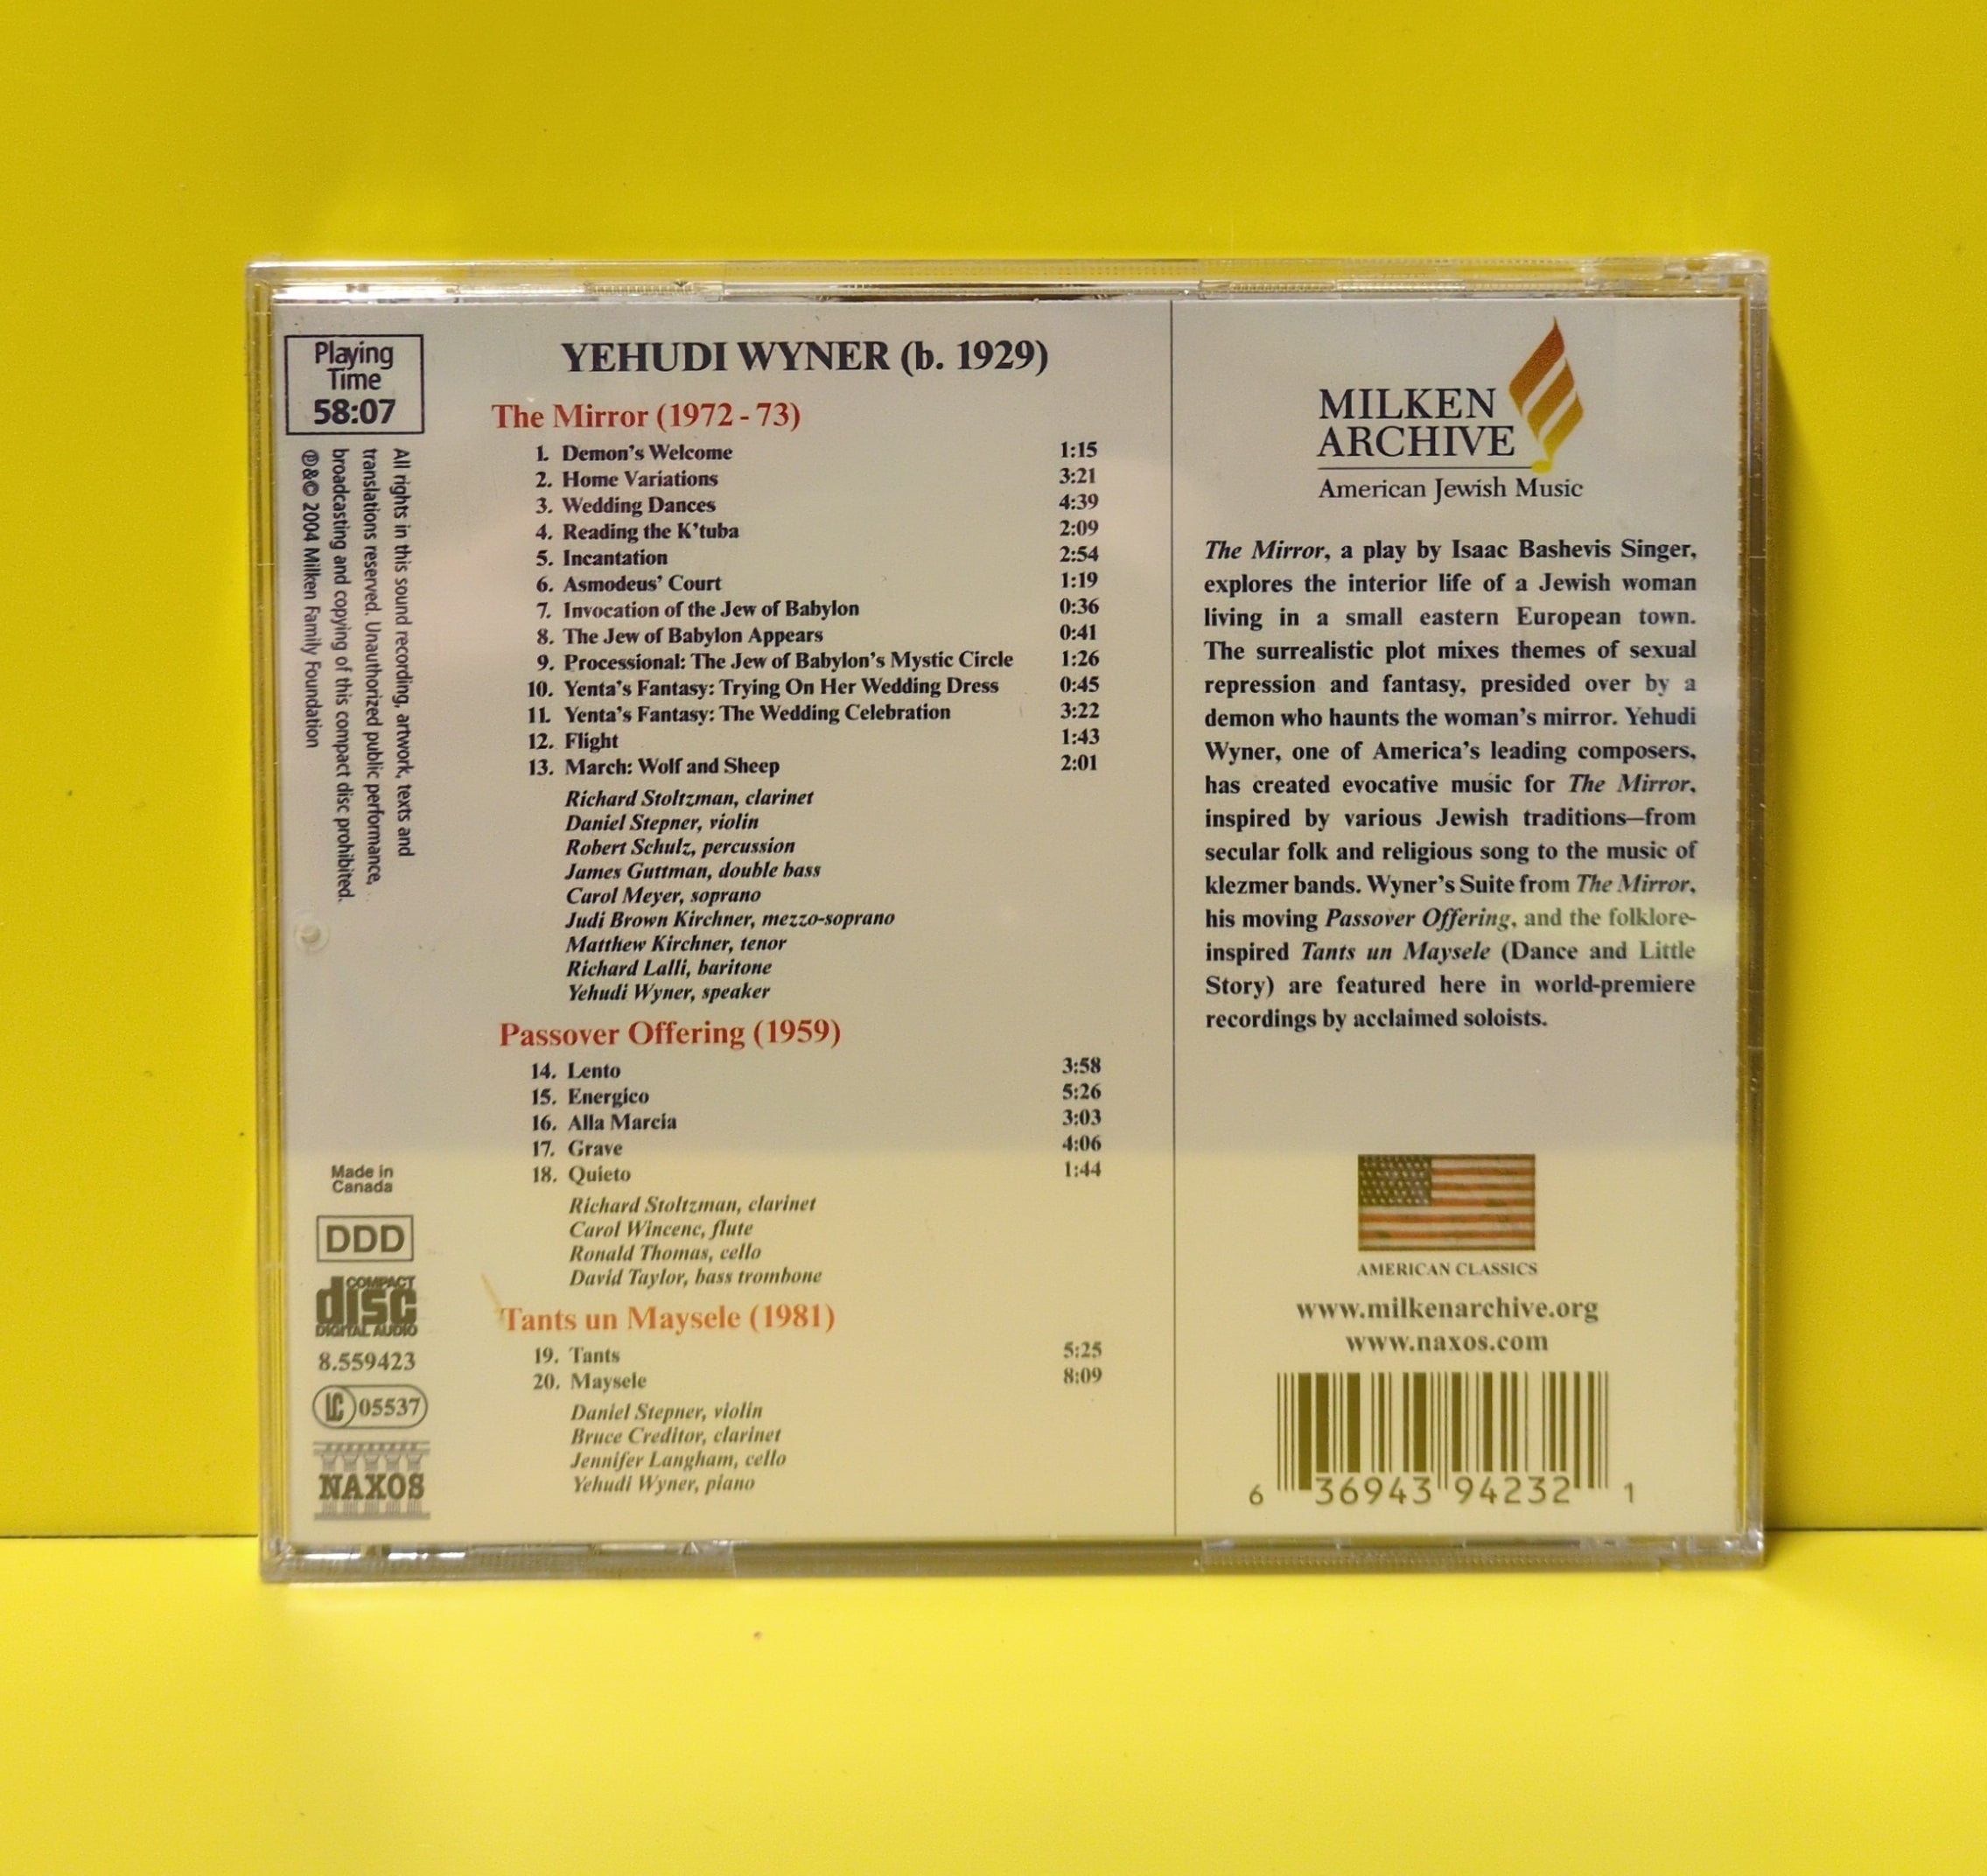 Playing
Time
58:07
All rights in this sound recording, artwork, texts and
translations reserved. Unauthorized public performance,
broadcasting and copying of this compact disc prohibited.
℗&© 2004 Milken Family Foundation
Made in
Canada
DDD
COMPACT
disc
DIGITAL AUDIO
8.559423
LC 05537
NAXOS
YEHUDI WYNER (b. 1929)
The Mirror (1972 - 73)
1. Demon's Welcome 1:15
2. Home Variations 3:21
3. Wedding Dances 4:39
4. Reading the K'tuba 2:09
5. Incantation 2:54
6. Asmodeus' Court 1:19
7. Invocation of the Jew of Babylon 0:36
8. The Jew of Babylon Appears 0:41
9. Processional: The Jew of Babylon's Mystic Circle 1:26
10. Yenta's Fantasy: Trying On Her Wedding Dress 0:45
11. Yenta's Fantasy: The Wedding Celebration 3:22
12. Flight 1:43
13. March: Wolf and Sheep 2:01
Richard Stoltzman, clarinet
Daniel Stepner, violin
Robert Schulz, percussion
James Guttman, double bass
Carol Meyer, soprano
Judi Brown Kirchner, mezzo-soprano
Matthew Kirchner, tenor
Richard Lalli, baritone
Yehudi Wyner, speaker
Passover Offering (1959)
14. Lento 3:58
15. Energico 5:26
16. Alla Marcia 3:03
17. Grave 4:06
18. Quieto 1:44
Richard Stoltzman, clarinet
Carol Wincenc, flute
Ronald Thomas, cello
David Taylor, bass trombone
Tants un Maysele (1981)
19. Tants 5:25
20. Maysele 8:09
Daniel Stepner, violin
Bruce Creditor, clarinet
Jennifer Langham, cello
Yehudi Wyner, piano
MILKEN
ARCHIVE
American Jewish Music
The Mirror, a play by Isaac Bashevis Singer,
explores the interior life of a Jewish woman
living in a small eastern European town.
The surrealistic plot mixes themes of sexual
repression and fantasy, presided over by a
demon who haunts the woman's mirror. Yehudi
Wyner, one of America's leading composers,
has created evocative music for The Mirror,
inspired by various Jewish traditions—from
secular folk and religious song to the music of
klezmer bands. Wyner's Suite from The Mirror,
his moving Passover Offering, and the folklore-
inspired Tants un Maysele (Dance and Little
Story) are featured here in world-premiere
recordings by acclaimed soloists.
AMERICAN CLASSICS
www.milkenarchive.org
www.naxos.com
6 36943 94232 1